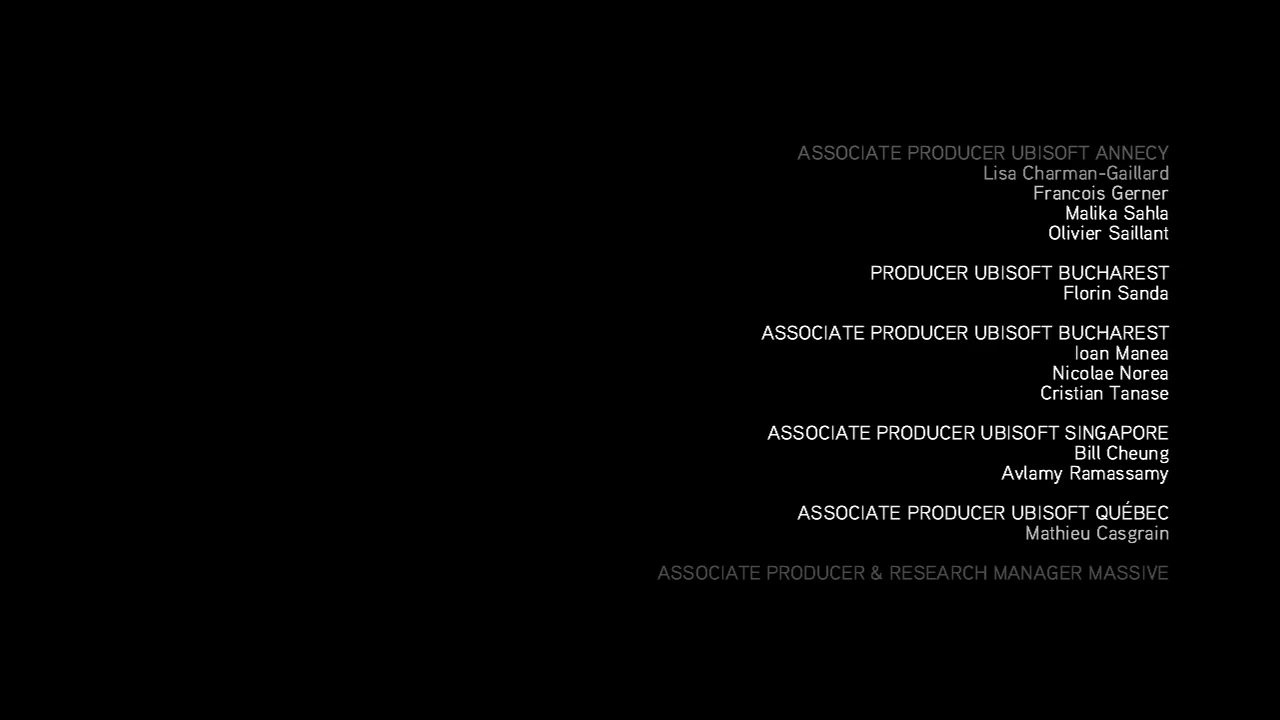 ASSOCIATE PRODUCER UBISOFT ANNECY
Lisa Charman-Gaillard
Francois Gerner
Malika Sahla
Olivier Saillant
PRODUCER UBISOFT BUCHAREST
Florin Sanda
ASSOCIATE PRODUCER UBISOFT BUCHAREST
Ioan Manea
Nicolae Norea
Cristian Tanase
ASSOCIATE PRODUCER UBISOFT SINGAPORE
Bill Cheung
Avlamy Ramassamy
ASSOCIATE PRODUCER UBISOFT QUÉBEC
Mathieu Casgrain
ASSOCIATE PRODUCER & RESEARCH MANAGER MASSIVE